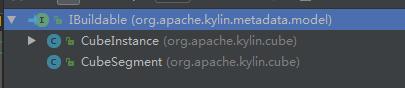 IBuildable (org.apache.kylin.metadata.model)
CubeInstance (org.apache.kylin.cube)
CubeSegment (org.apache.kylin.cube)